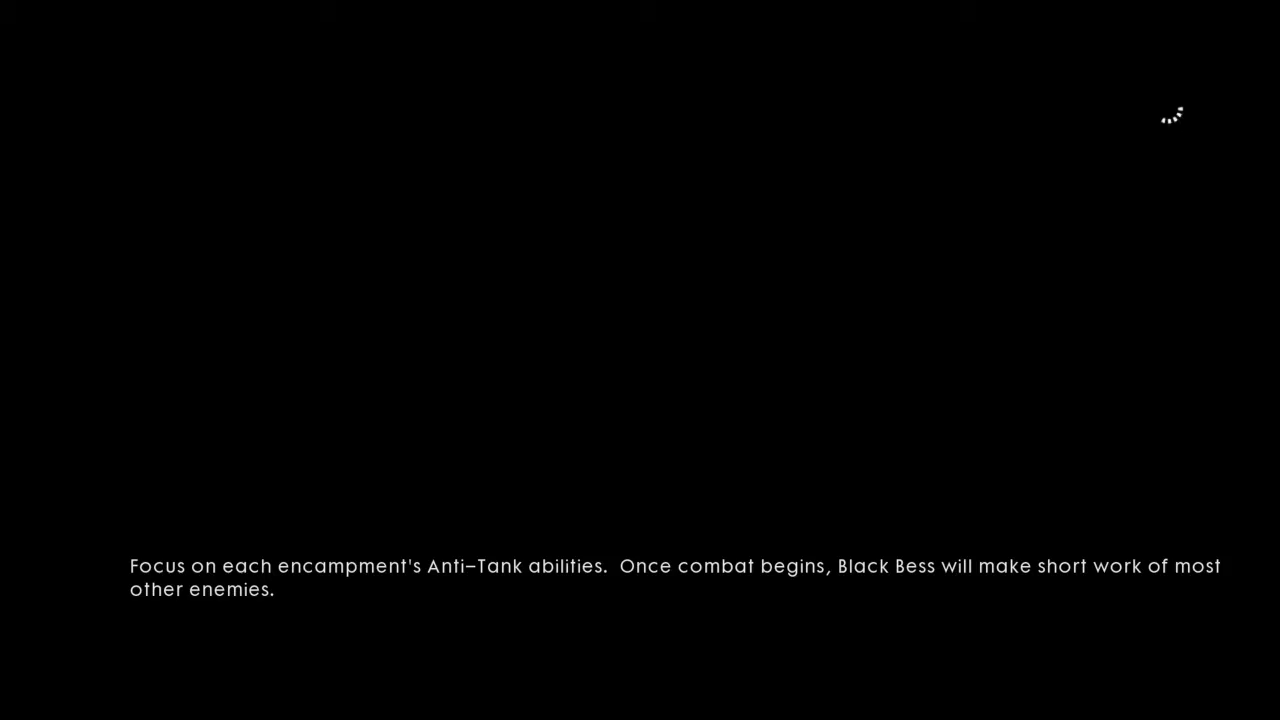 Focus on each encampment's Anti-Tank abilities.  Once combat begins, Black Bess will make short work of most
other enemies.